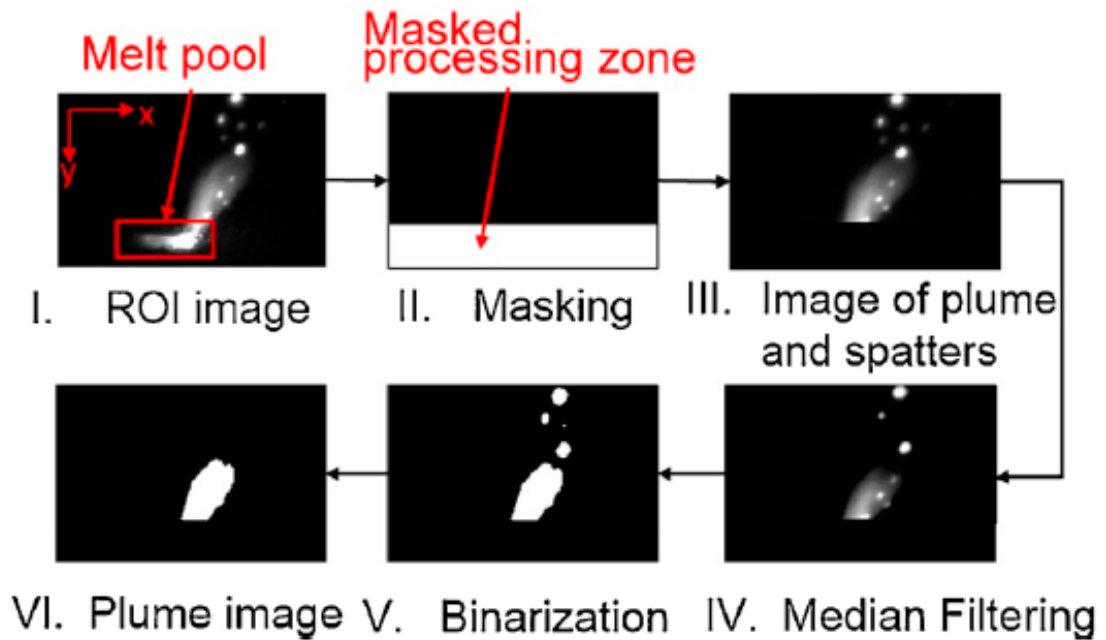 Melt pool
Masked.
processing zone
x
y
I. ROI image
II. Masking
III. Image of plume
and spatters
VI. Plume image
V. Binarization
IV. Median Filtering